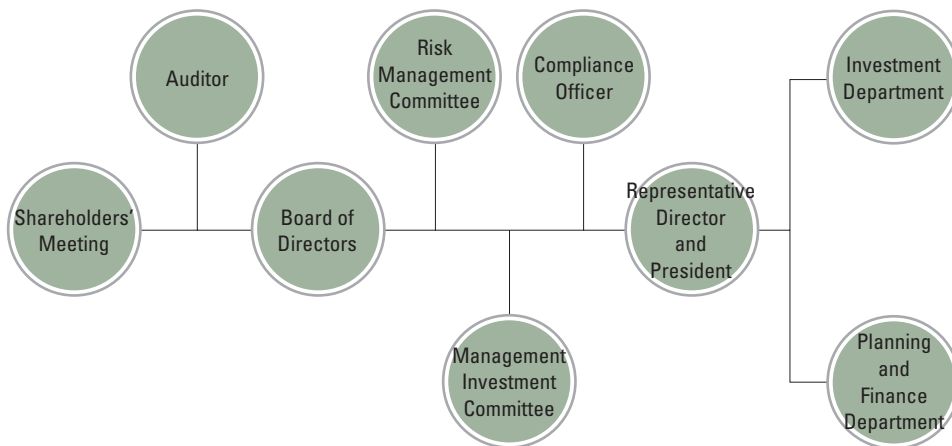 Auditor
Risk
Management
Committee
Compliance
Officer
Investment
Department
Shareholders’
Meeting
Board of
Directors
Representative
Director
and
President
Management
Investment
Committee
Planning
and
Finance
Department